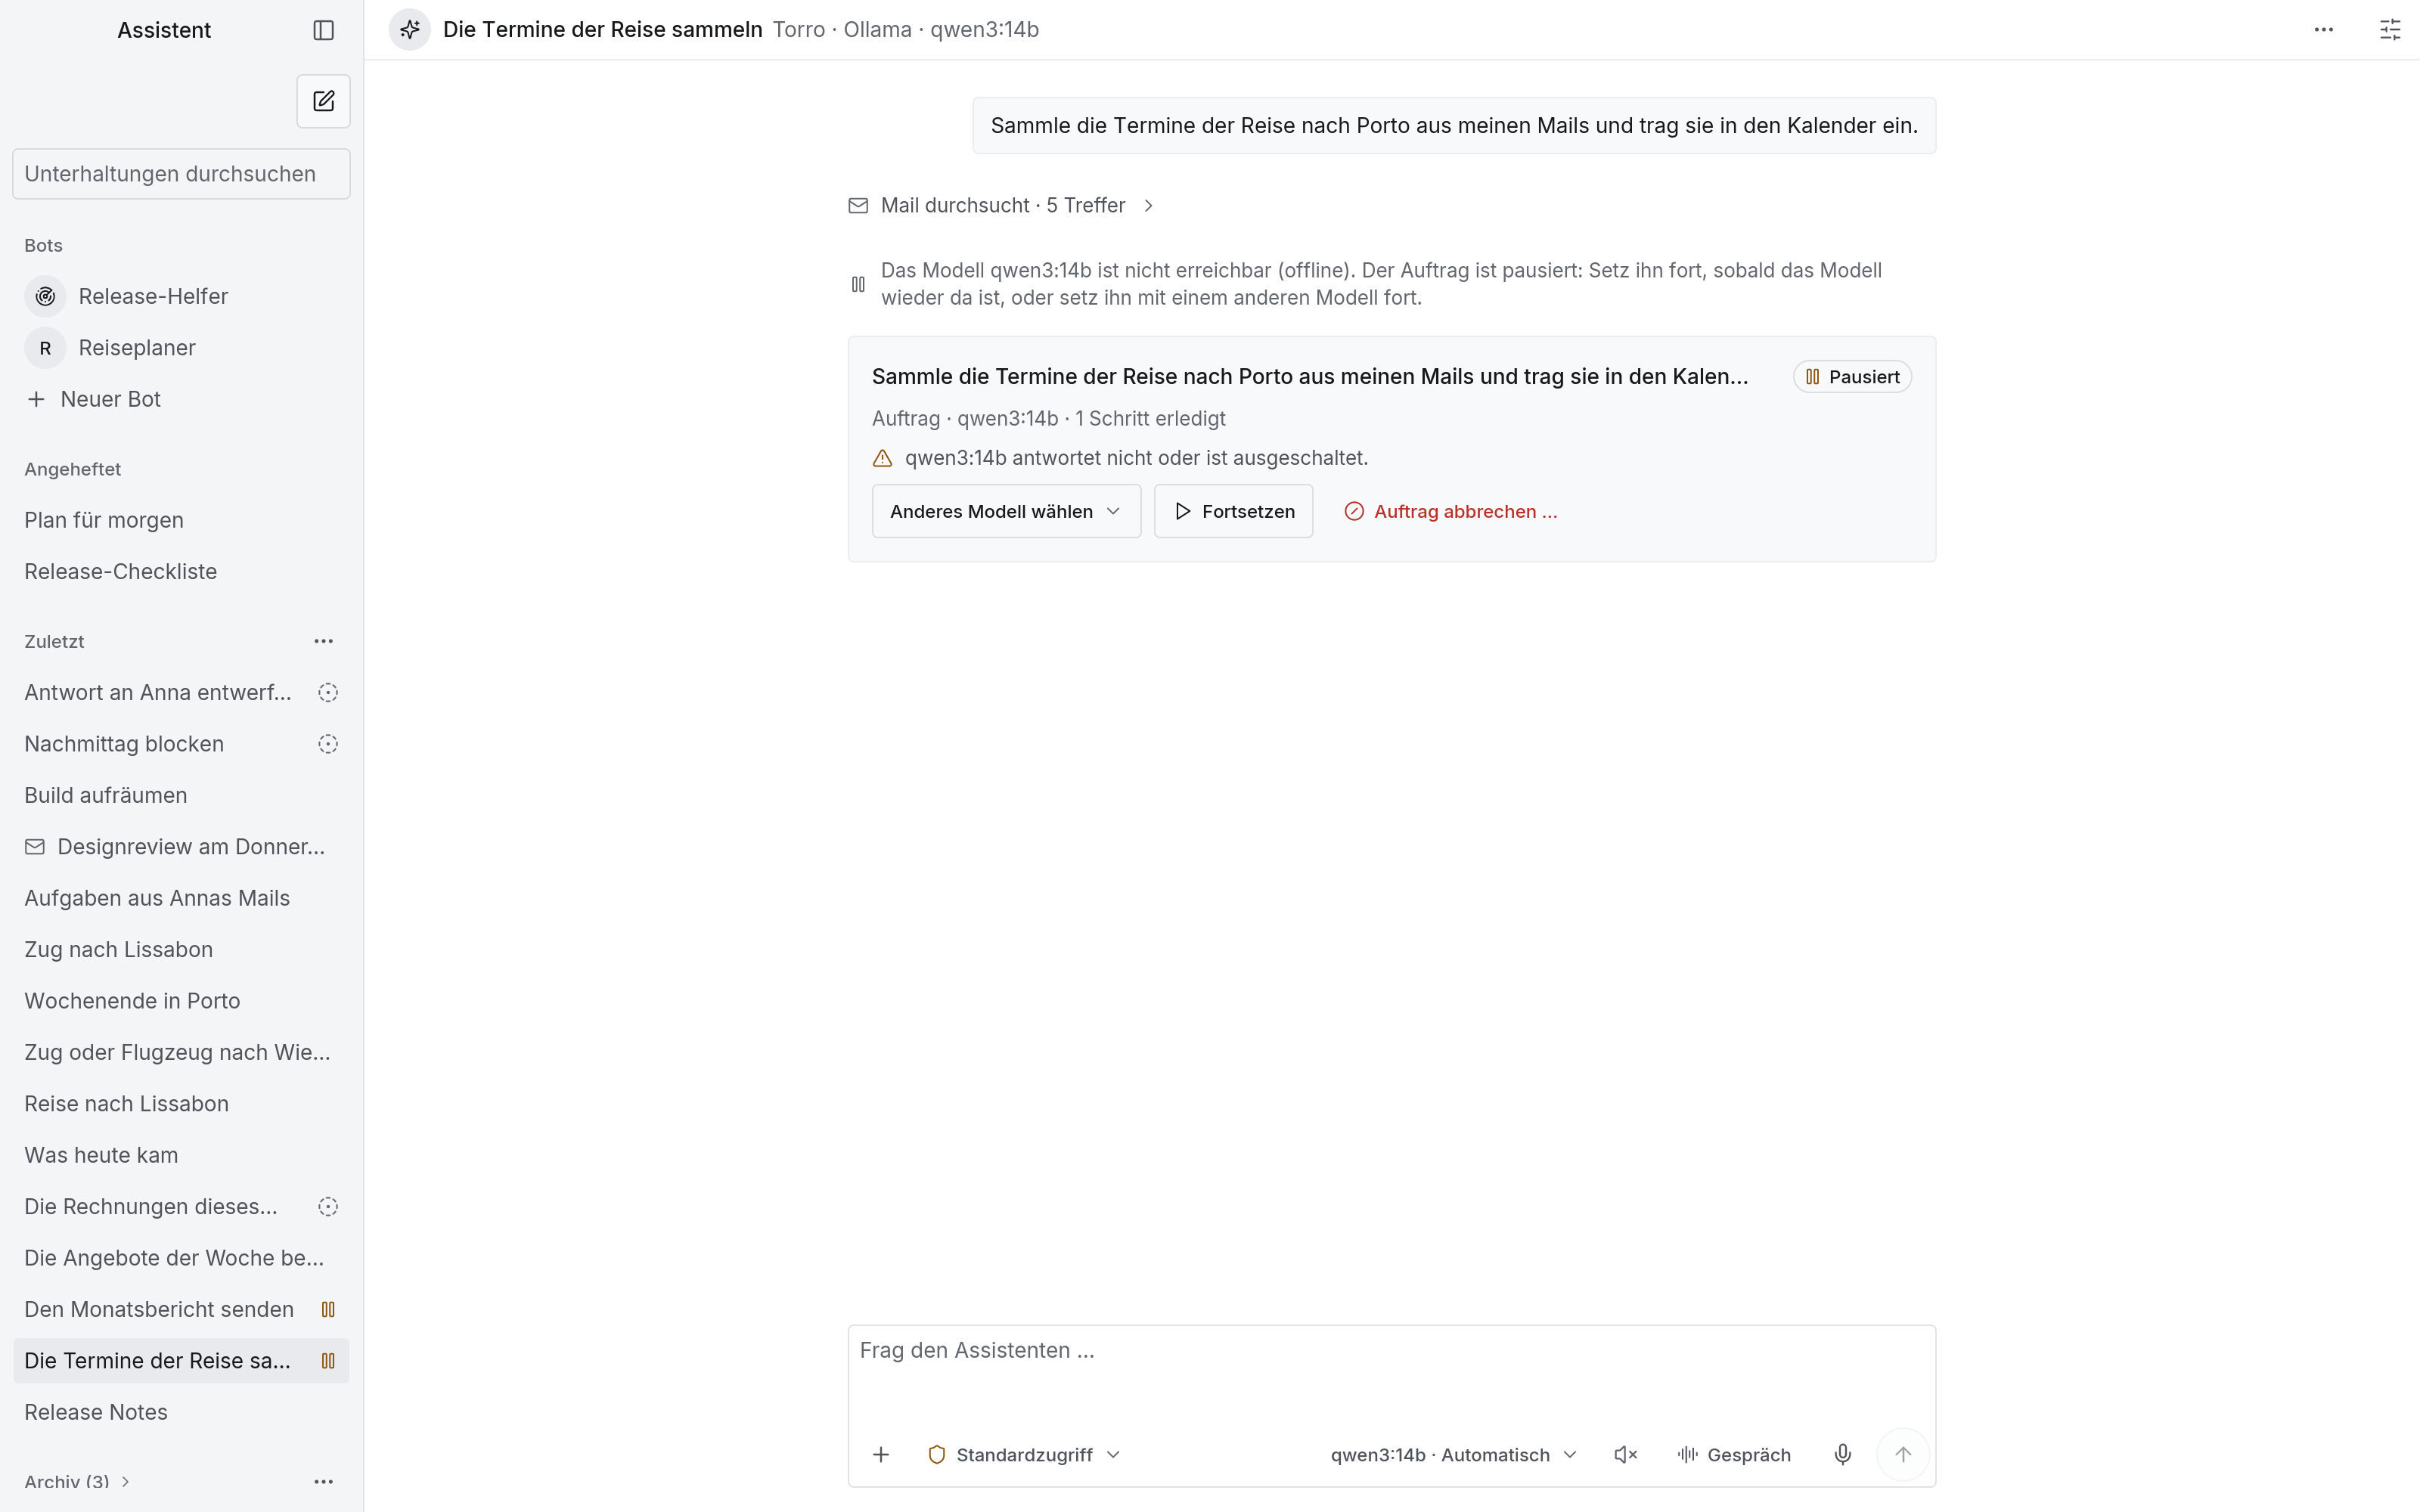 Assistent
Unterhaltungen durchsuchen
Bots
Release-Helfer
R
Reiseplaner
Neuer Bot
Angeheftet
Plan für morgen
Release-Checkliste
Zuletzt
Antwort an Anna entwerf...
Nachmittag blocken
Build aufräumen
Designreview am Donner...
Aufgaben aus Annas Mails
Zug nach Lissabon
Wochenende in Porto
Zug oder Flugzeug nach Wie...
Reise nach Lissabon
Was heute kam
Die Rechnungen dieses...
Die Angebote der Woche be...
Den Monatsbericht senden
Die Termine der Reise sa...
Release Notes
Archiv (3)
Die Termine der Reise sammeln Torro · Ollama · qwen3:14b
Sammle die Termine der Reise nach Porto aus meinen Mails und trag sie in den Kalender ein.
Mail durchsucht · 5 Treffer
Das Modell qwen3:14b ist nicht erreichbar (offline). Der Auftrag ist pausiert: Setz ihn fort, sobald das Modell
wieder da ist, oder setz ihn mit einem anderen Modell fort.
Sammle die Termine der Reise nach Porto aus meinen Mails und trag sie in den Kalen...
Pausiert
Auftrag · qwen3:14b · 1 Schritt erledigt
qwen3:14b antwortet nicht oder ist ausgeschaltet.
Anderes Modell wählen
Fortsetzen
Auftrag abbrechen ...
Frag den Assistenten ...
Standardzugriff
qwen3:14b · Automatisch
Gespräch